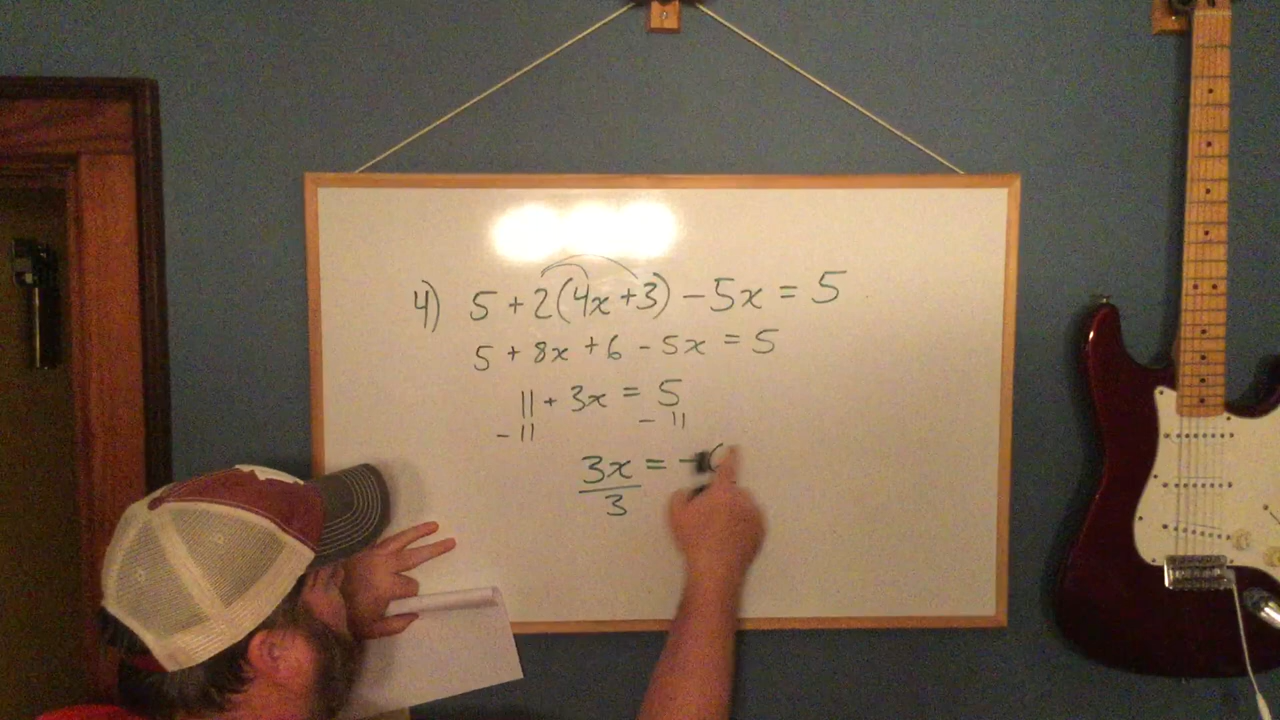 4) 5 + 2(4x + 3) - 5x = 5
5 + 8x + 6 - 5x = 5
11 + 3x = 5
- 11 - 11
3x = -
3